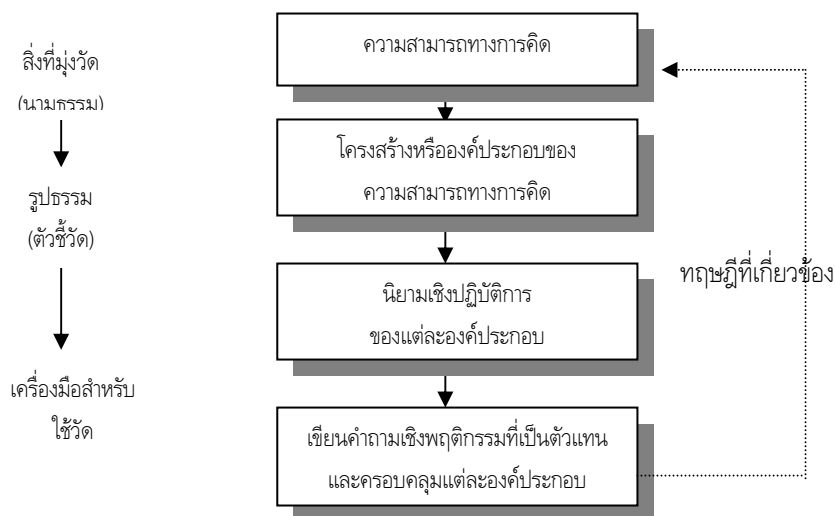 สิ่งที่มุ่งวัด
(นามธรรม)
รูปธรรม
(ตัวชี้วัด)
เครื่องมือสำหรับ
ใช้วัด
ความสามารถทางการคิด
โครงสร้างหรือองค์ประกอบของ
ความสามารถทางการคิด
นิยามเชิงปฏิบัติการ
ของแต่ละองค์ประกอบ
เขียนคำถามเชิงพฤติกรรมที่เป็นตัวแทน
และครอบคลุมแต่ละองค์ประกอบ
ทฤษฎีที่เกี่ยวข้อง